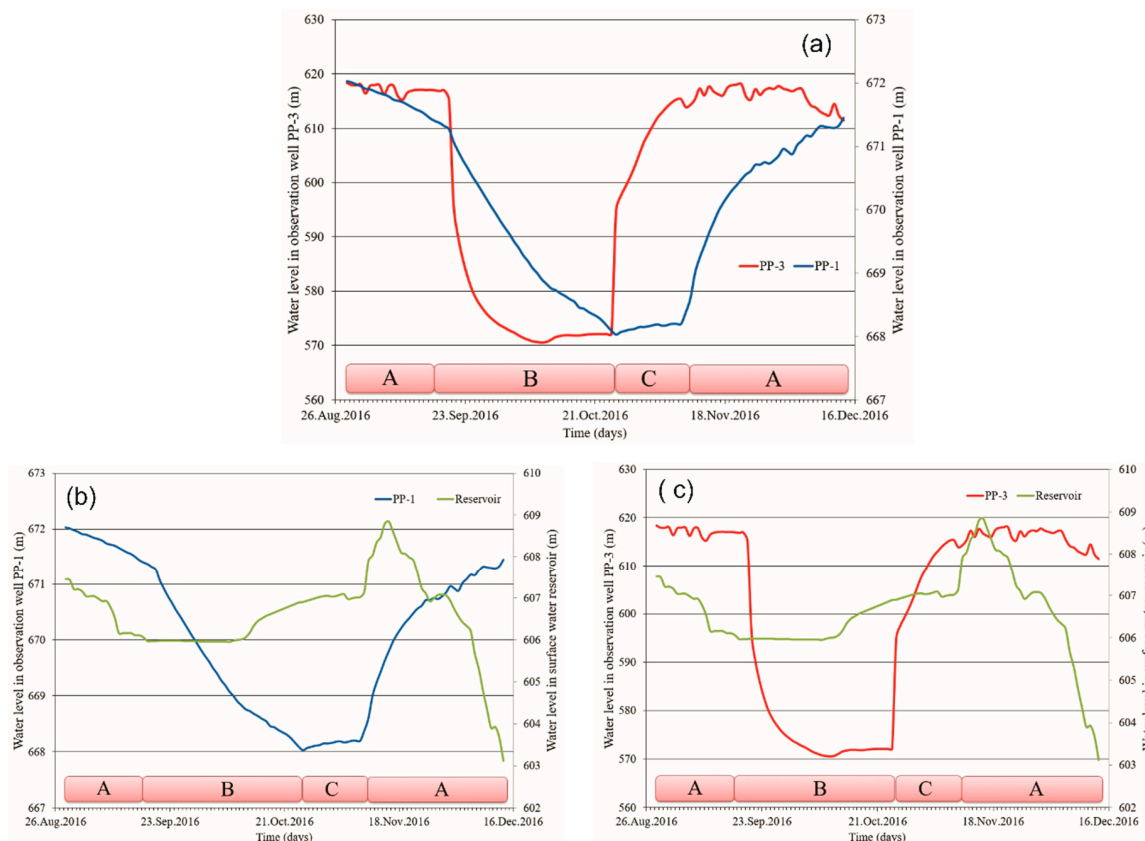 (a)
630
620
610
600
590
580
570
560
Water level in observation well PP-3 (m)
673
672
671
670
669
668
667
Water level in observation well PP-1 (m)
PP-3 PP-1
A B C A
26.Aug.2016 23.Sep.2016 21.Oct.2016 18.Nov.2016 16.Dec.2016
Time (days)
(b)
PP-1 Reservoir
673
672
671
670
669
668
667
Water level in observation well PP-1 (m)
610
609
608
607
606
605
604
603
602
Water level in surface water reservoir (m)
A B C A
26.Aug.2016 23.Sep.2016 21.Oct.2016 18.Nov.2016 16.Dec.2016
Time (days)
( c)
PP-3 Reservoir
630
620
610
600
590
580
570
560
Water level in observation well PP-3 (m)
610
609
608
607
606
605
604
603
602
A B C A
26.Aug.2016 23.Sep.2016 21.Oct.2016 18.Nov.2016 16.Dec.2016
Time (days)